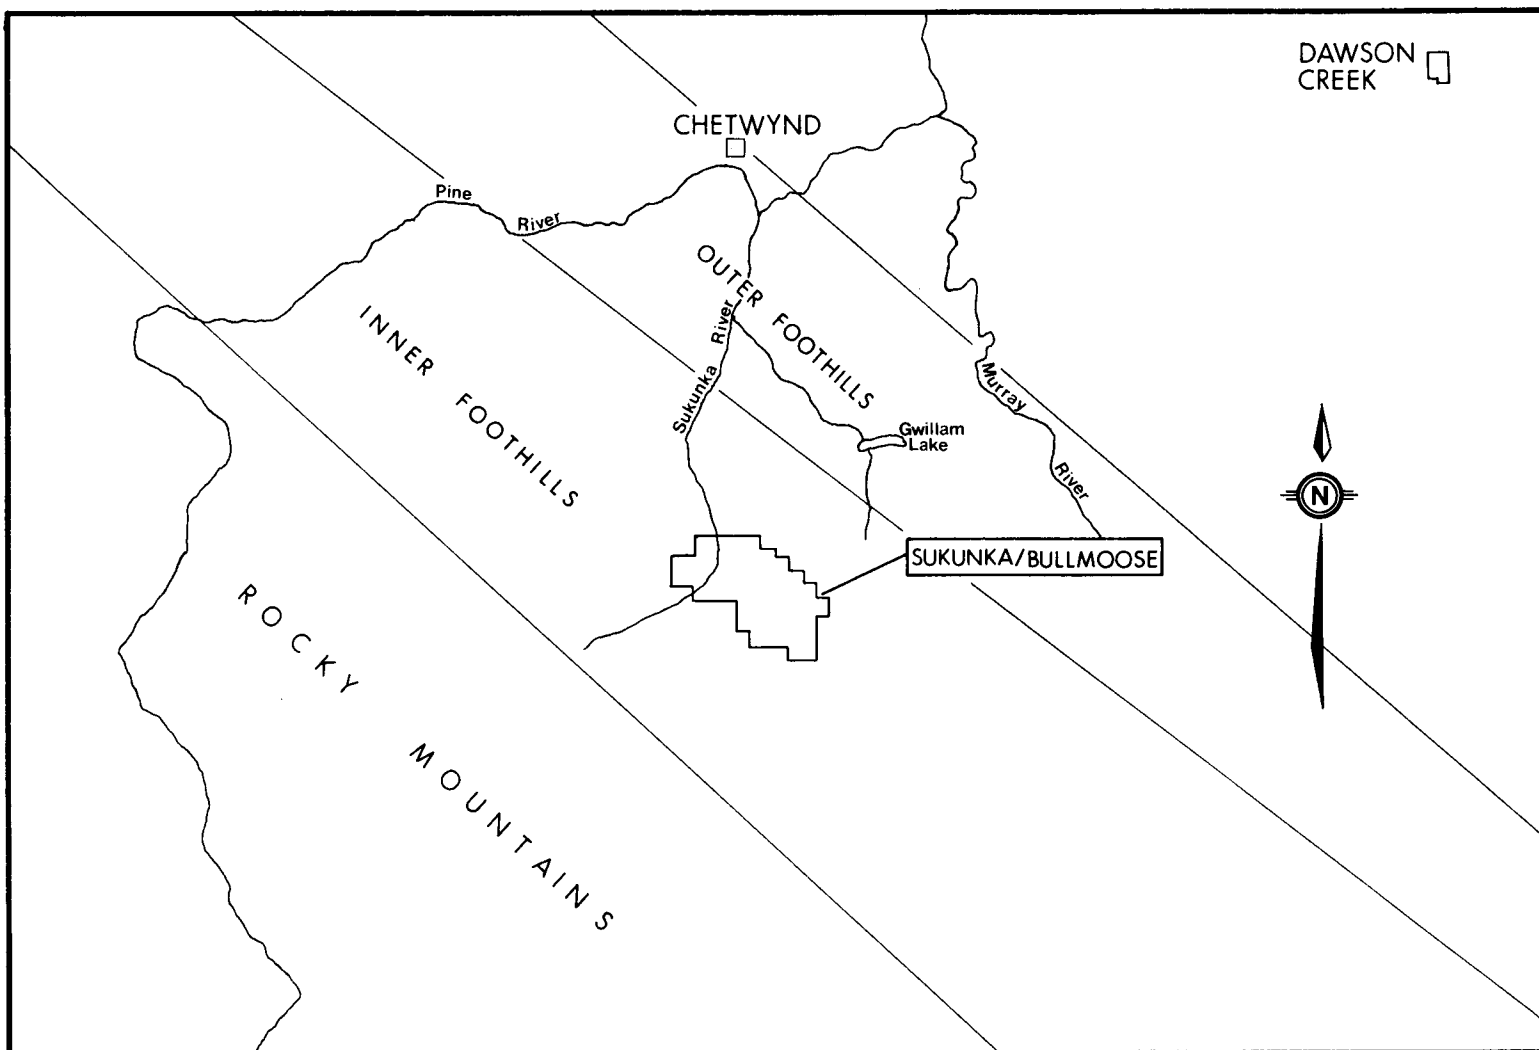 DAWSON
CREEK
CHETWYND
Pine
River
OUTER FOOTHILLS
INNER FOOTHILLS
Sukunka River
Murray
River
Gwillam
Lake
N
SUKUNKA/BULLMOOSE
ROCKY MOUNTAINS